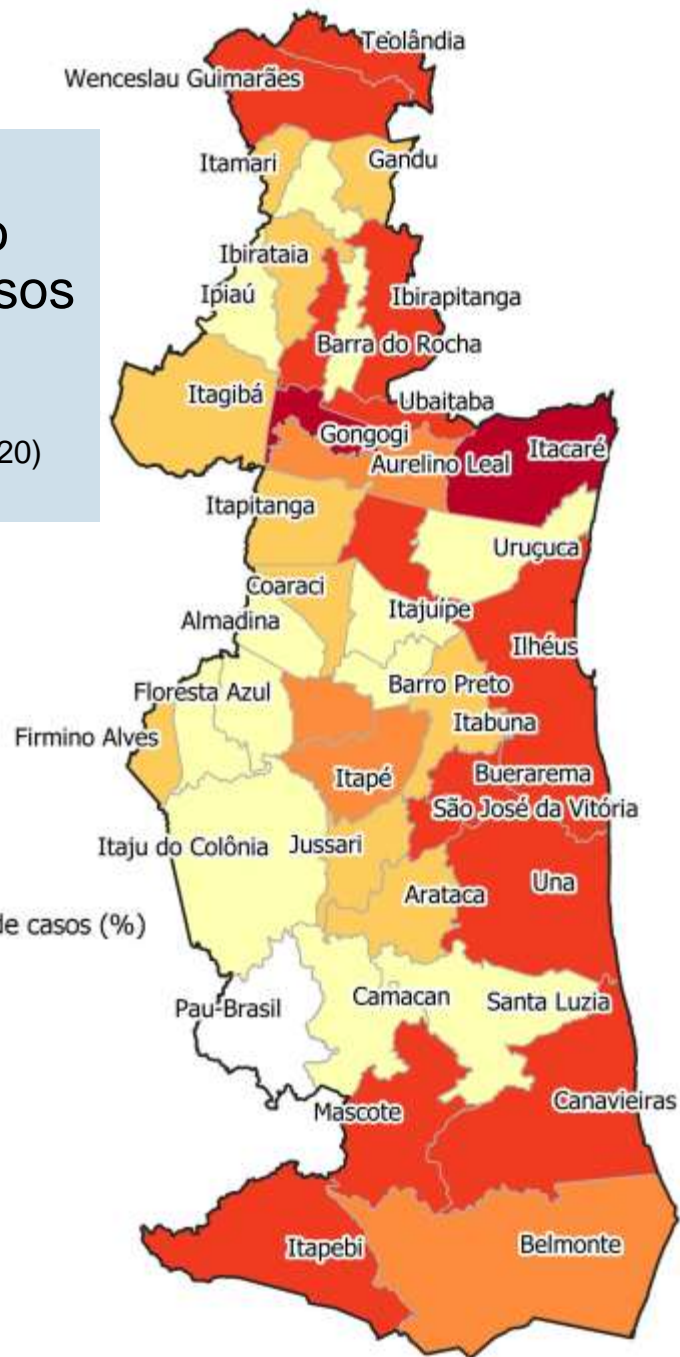 Teolândia
Wenceslau Guimarães
Itamari
Gandu
o
sos
20)
Ibirataia
Ipiaú
Ibirapitanga
Barra do Rocha
Itagibá
Ubaitaba
Gongogi
Itacaré
Aurelino Leal
Itapitanga
Uruçuca
Coaraci
Itajuípe
Almadina
Ilhéus
Floresta Azul
Barro Preto
Firmino Alves
Itabuna
Itapé
Buerarema
São José da Vitória
Itaju do Colônia
Jussari
Arataca
Una
de casos (%)
Pau-Brasil
Camacan
Santa Luzia
Mascote
Canavieiras
Itapebi
Belmonte